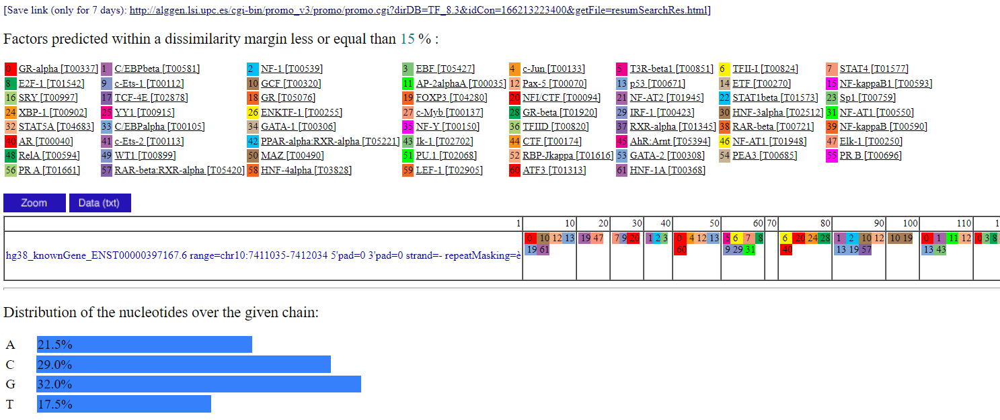 [Save link (only for 7 days): http://alggen.lsi.upc.es/cgi-bin/promo_v3/promo/promo.cgi?dirDB=TF_8.3&idCon=166213223400&getFile=resumSearchRes.html]
Factors predicted within a dissimilarity margin less or equal than 15 % :
0 GR-alpha [T00337] 1 C/EBPbeta [T00581] 2 NF-1 [T00539] 3 EBF [T05427] 4 c-Jun [T00133] 5 T3R-beta1 [T00851] 6 TFII-I [T00824] 7 STAT4 [T01577]
8 E2F-1 [T01542] 9 c-Ets-1 [T00112] 10 GCF [T00320] 11 AP-2alphaA [T00035] 12 Pax-5 [T00070] 13 p53 [T00671] 14 ETF [T00270] 15 NF-kappaB1 [T00593]
16 SRY [T00997] 17 TCF-4E [T02878] 18 GR [T05076] 19 FOXP3 [T04280] 20 NFI/CTF [T00094] 21 NF-AT2 [T01945] 22 STAT1beta [T01573] 23 Sp1 [T00759]
24 XBP-1 [T00902] 25 YY1 [T00915] 26 ENKTF-1 [T00255] 27 c-Myb [T00137] 28 GR-beta [T01920] 29 IRF-1 [T00423] 30 HNF-3alpha [T02512] 31 NF-AT1 [T00550]
32 STAT5A [T04683] 33 C/EBPalpha [T00105] 34 GATA-1 [T00306] 35 NF-Y [T00150] 36 TFIID [T00820] 37 RXR-alpha [T01345] 38 RAR-beta [T00721] 39 NF-kappaB [T00590]
40 AR [T00040] 41 c-Ets-2 [T00113] 42 PPAR-alpha:RXR-alpha [T05221] 43 Ik-1 [T02702] 44 CTF [T00174] 45 AhR:Arnt [T05394] 46 NF-AT1 [T01948] 47 Elk-1 [T00250]
48 RelA [T00594] 49 WT1 [T00899] 50 MAZ [T00490] 51 PU.1 [T02068] 52 RBP-Jkappa [T01616] 53 GATA-2 [T00308] 54 PEA3 [T00685] 55 PR B [T00696]
56 PR A [T01661] 57 RAR-beta:RXR-alpha [T05420] 58 HNF-4alpha [T03828] 59 LEF-1 [T02905] 60 ATF3 [T01313] 61 HNF-1A [T00368]
Zoom Data (txt)
1 10 20 30 40 50 60 70 80 90 100 110 1
0 10 12 13 19 47 7 9 20 1 2 3 0 4 12 13 5 6 7 8 6 20 24 28 1 2 10 12 10 19 0 1 11 12 0 3 8
19 61 60 9 29 31 40 13 19 57 13 43
hg38_knownGene_ENST00000397167.6 range=chr10:7411035-7412034 5'pad=0 3'pad=0 strand=- repeatMasking=è
Distribution of the nucleotides over the given chain:
A 21.5%
C 29.0%
G 32.0%
T 17.5%